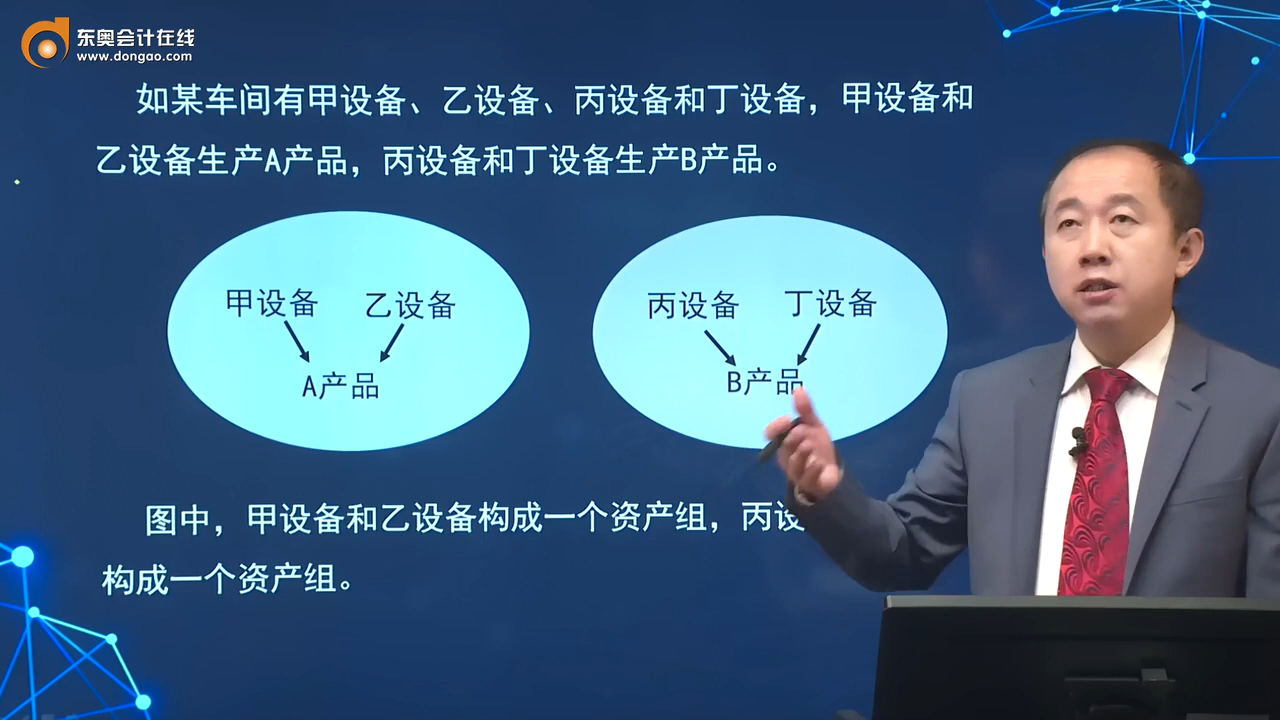 东奥会计在线
www.dongao.com
如某车间有甲设备、乙设备、丙设备和丁设备，甲设备和
乙设备生产A产品，丙设备和丁设备生产B产品。
甲设备 乙设备
A产品
丙设备 丁设备
B产品
图中，甲设备和乙设备构成一个资产组，丙设
构成一个资产组。